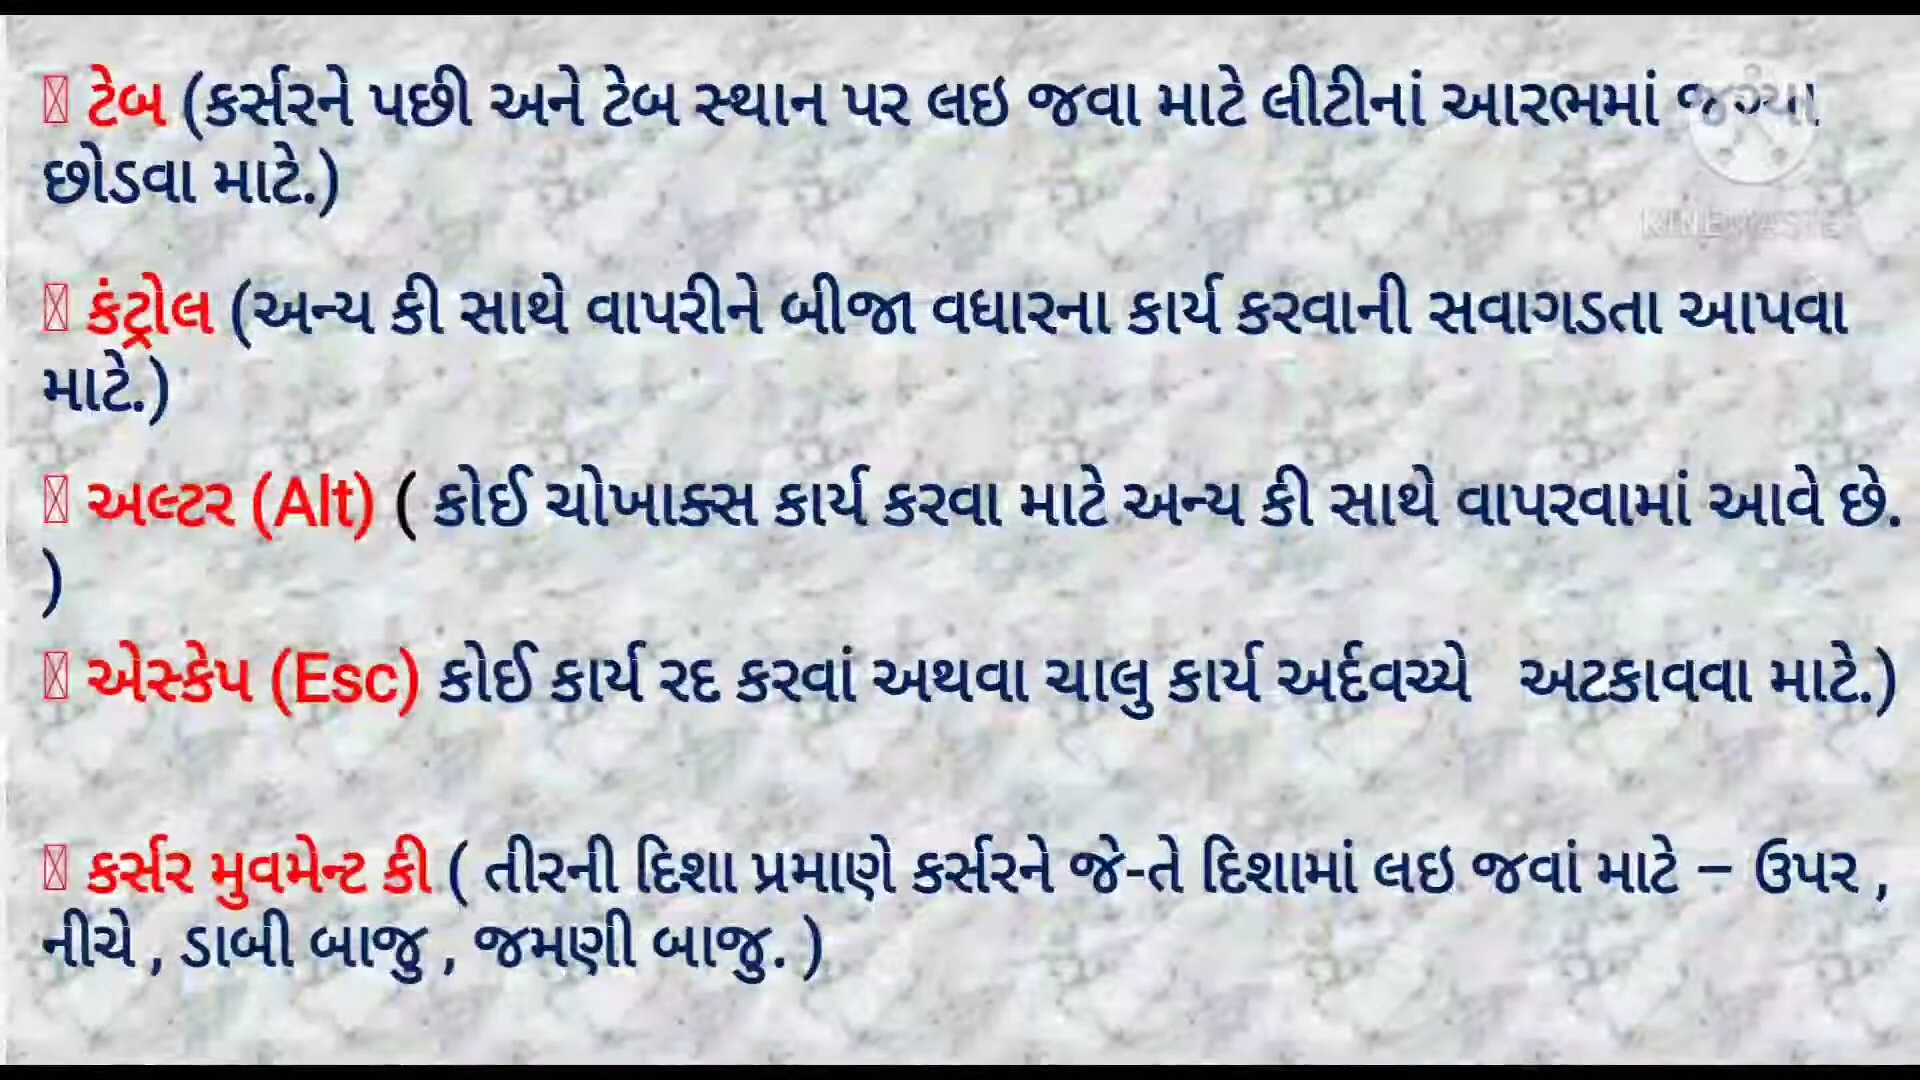 ટેબ (કર્સરને પછી અને ટેબ સ્થાન પર લઇ જવા માટે લીટીનાં આરભમાં
છોડવા માટે.)
કંટ્રોલ (અન્ય કી સાથે વાપરીને બીજા વધારના કાર્ય કરવાની સવાગડતા આપવા
માટે.)
અલ્ટર (Alt) ( કોઈ ચોખાક્સ કાર્ય કરવા માટે અન્ય કી સાથે વાપરવામાં આવે છે.
)
એસ્કેપ (Esc) કોઈ કાર્ય રદ કરવાં અથવા ચાલુ કાર્ય અર્દવચ્ચે અટકાવવા માટે.)
કર્સર મુવમેન્ટ કી ( તીરની દિશા પ્રમાણે કર્સરને જે-તે દિશામાં લઇ જવાં માટે – ઉપર ,
નીચે , ડાબી બાજુ , જમણી બાજુ. )
KINEMASTER